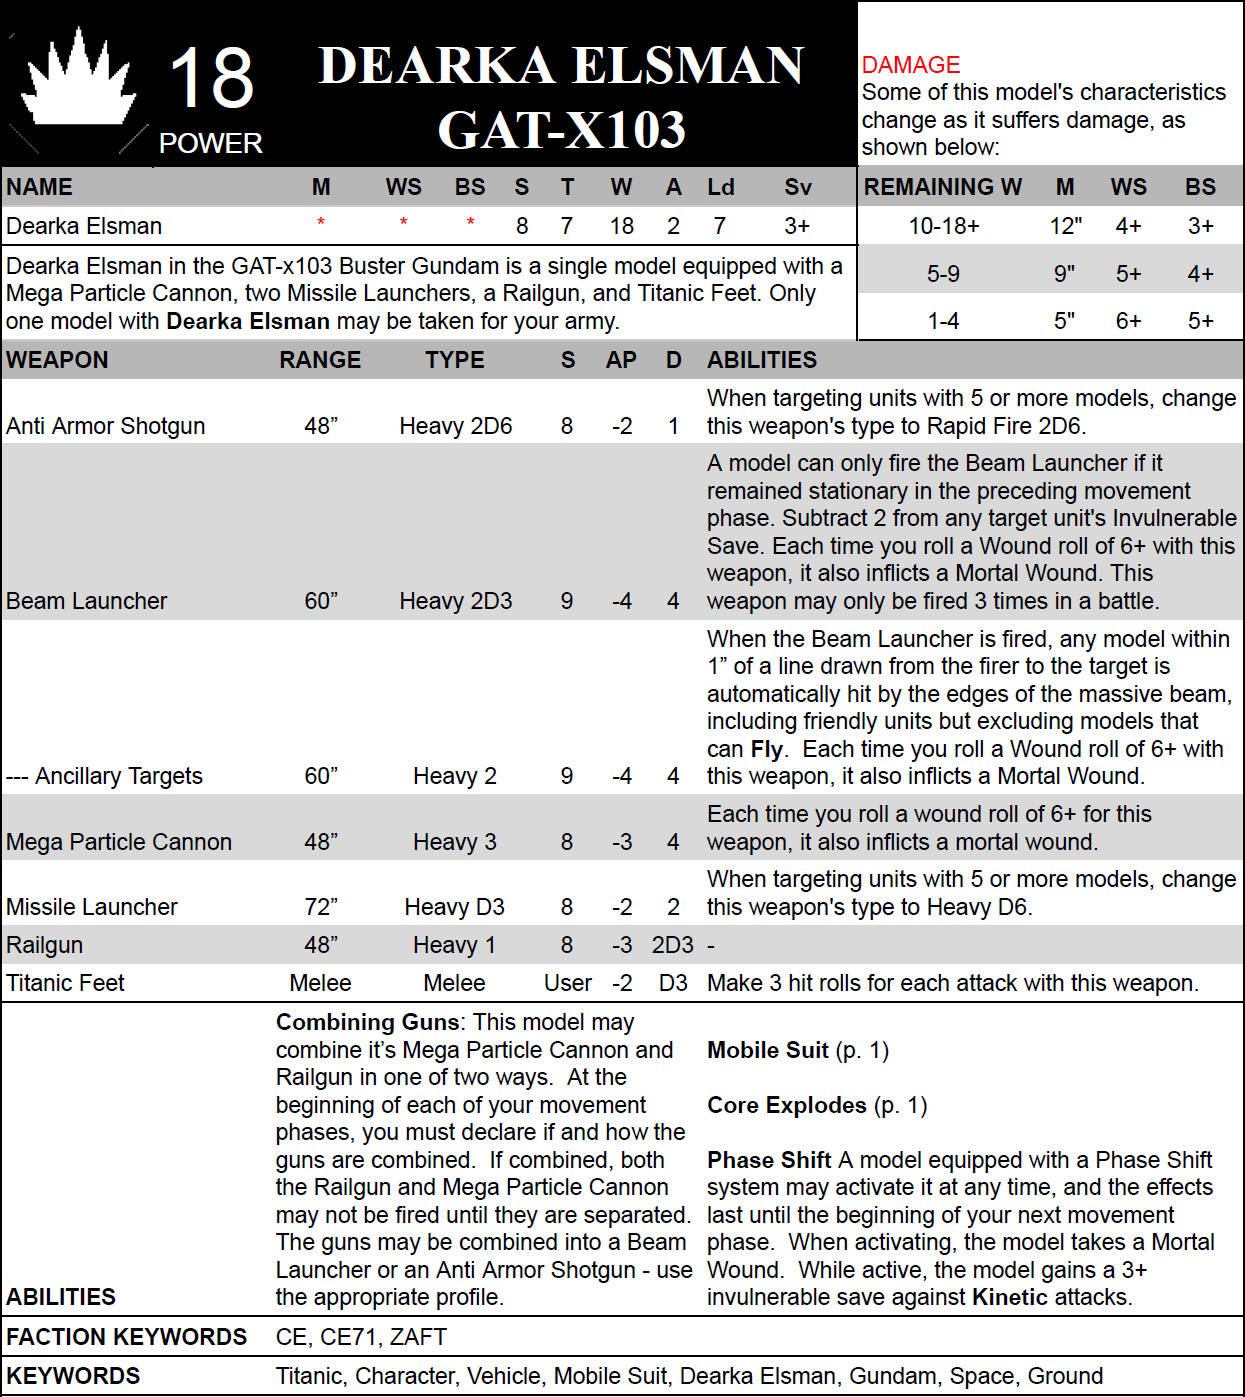 18
POWER
DEARKA ELSMAN
GAT-X103
DAMAGE
Some of this model's characteristics
change as it suffers damage, as
shown below:
NAME M WS BS S T W A Ld Sv
Dearka Elsman * * * 8 7 18 2 7 3+
Dearka Elsman in the GAT-x103 Buster Gundam is a single model equipped with a
Mega Particle Cannon, two Missile Launchers, a Railgun, and Titanic Feet. Only
one model with Dearka Elsman may be taken for your army.
REMAINING W M WS BS
10-18+ 12" 4+ 3+
5-9 9" 5+ 4+
1-4 5" 6+ 5+
WEAPON RANGE TYPE S AP D ABILITIES
When targeting units with 5 or more models, change
Anti Armor Shotgun 48” Heavy 2D6 8 -2 1 this weapon's type to Rapid Fire 2D6.
A model can only fire the Beam Launcher if it
remained stationary in the preceding movement
phase. Subtract 2 from any target unit's Invulnerable
Save. Each time you roll a Wound roll of 6+ with this
weapon, it also inflicts a Mortal Wound. This
Beam Launcher 60” Heavy 2D3 9 -4 4 weapon may only be fired 3 times in a battle.
When the Beam Launcher is fired, any model within
1” of a line drawn from the firer to the target is
automatically hit by the edges of the massive beam,
including friendly units but excluding models that
can Fly.  Each time you roll a Wound roll of 6+ with
--- Ancillary Targets 60” Heavy 2 9 -4 4 this weapon, it also inflicts a Mortal Wound.
Each time you roll a wound roll of 6+ for this
Mega Particle Cannon 48” Heavy 3 8 -3 4 weapon, it also inflicts a mortal wound.
When targeting units with 5 or more models, change
Missile Launcher 72” Heavy D3 8 -2 2 this weapon's type to Heavy D6.
Railgun 48” Heavy 1 8 -3 2D3 -
Titanic Feet Melee Melee User -2 D3 Make 3 hit rolls for each attack with this weapon.
ABILITIES
Combining Guns: This model may
combine it’s Mega Particle Cannon and
Railgun in one of two ways.  At the
beginning of each of your movement
phases, you must declare if and how the
guns are combined.  If combined, both
the Railgun and Mega Particle Cannon
may not be fired until they are separated.
The guns may be combined into a Beam
Launcher or an Anti Armor Shotgun - use
the appropriate profile.
Mobile Suit (p. 1)
Core Explodes (p. 1)
Phase Shift A model equipped with a Phase Shift
system may activate it at any time, and the effects
last until the beginning of your next movement
phase.  When activating, the model takes a Mortal
Wound.  While active, the model gains a 3+
invulnerable save against Kinetic attacks.
FACTION KEYWORDS CE, CE71, ZAFT
KEYWORDS Titanic, Character, Vehicle, Mobile Suit, Dearka Elsman, Gundam, Space, Ground